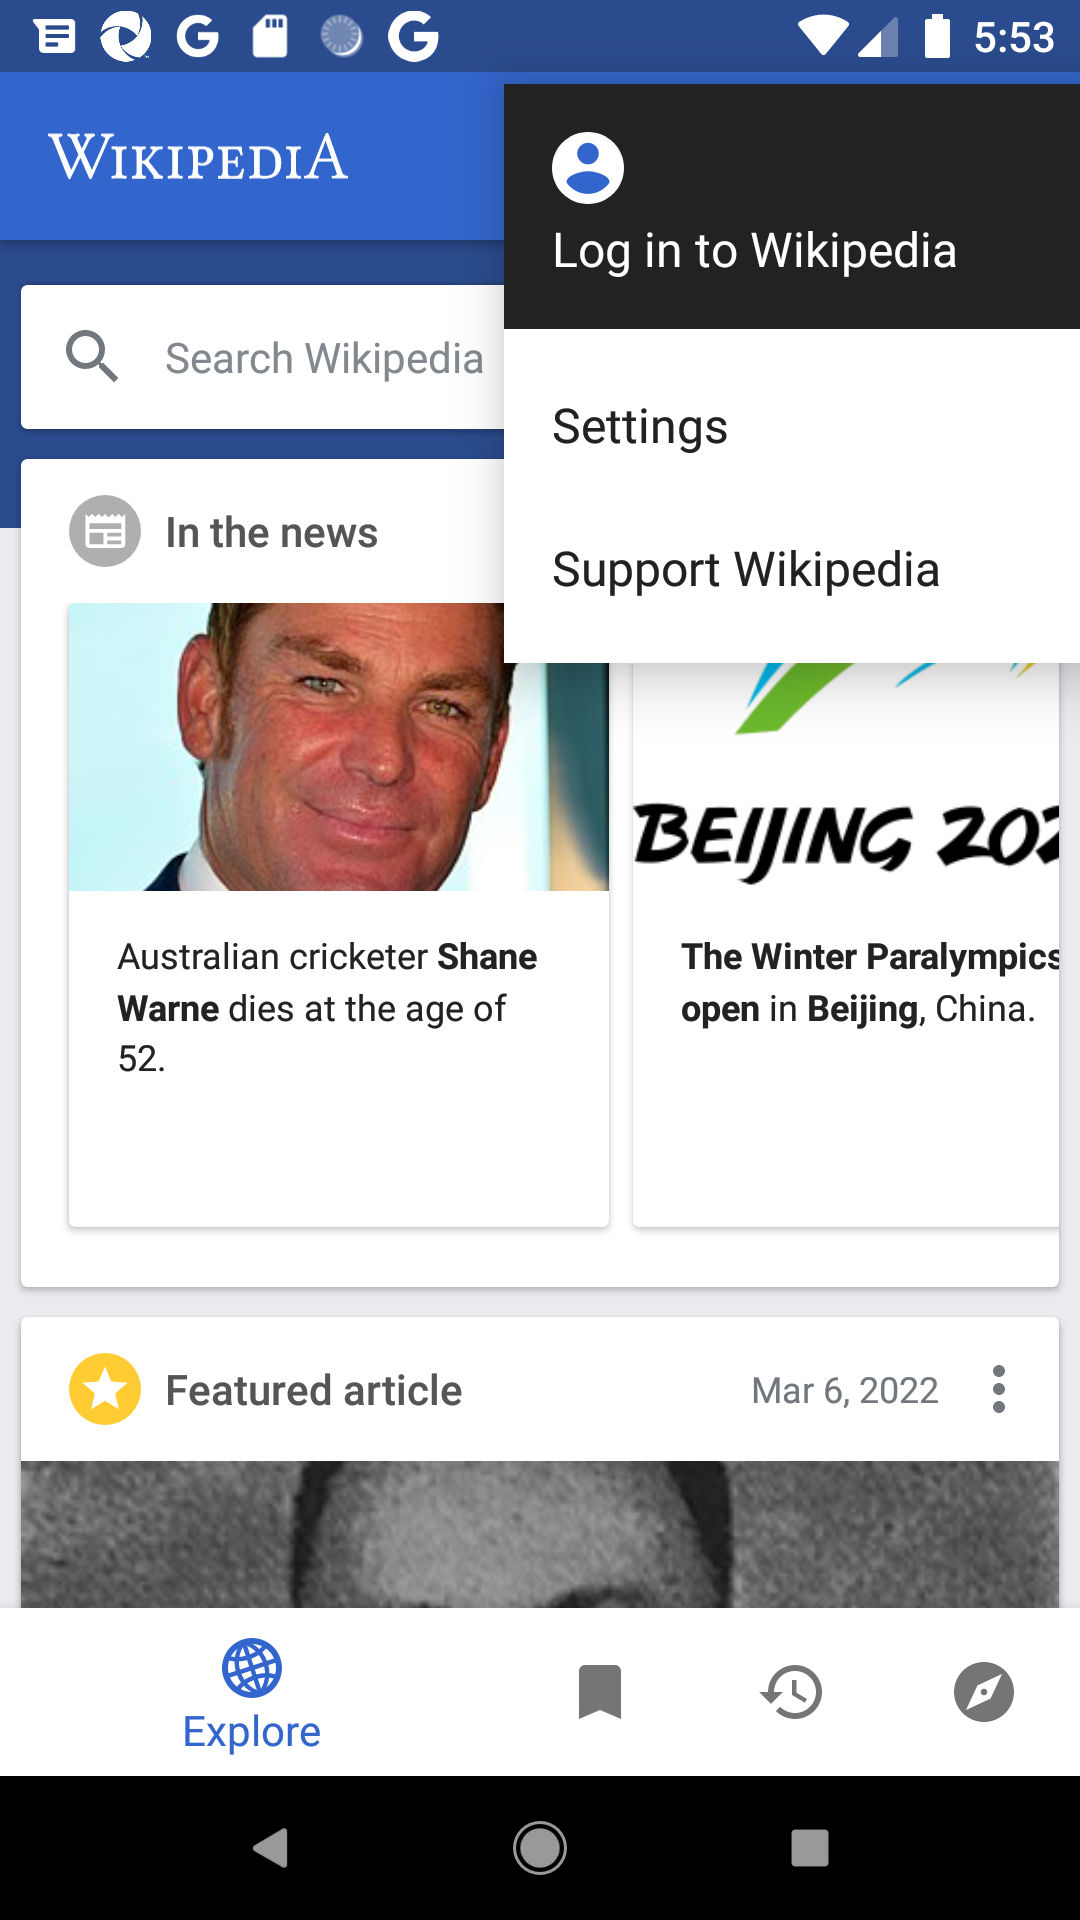 5:53
WIKIPEDIA
Log in to Wikipedia
Search Wikipedia
Settings
Support Wikipedia
In the news
BEIJING 202
Australian cricketer Shane
Warne dies at the age of
52.
The Winter Paralympics
open in Beijing, China.
Featured article
Mar 6, 2022
Explore